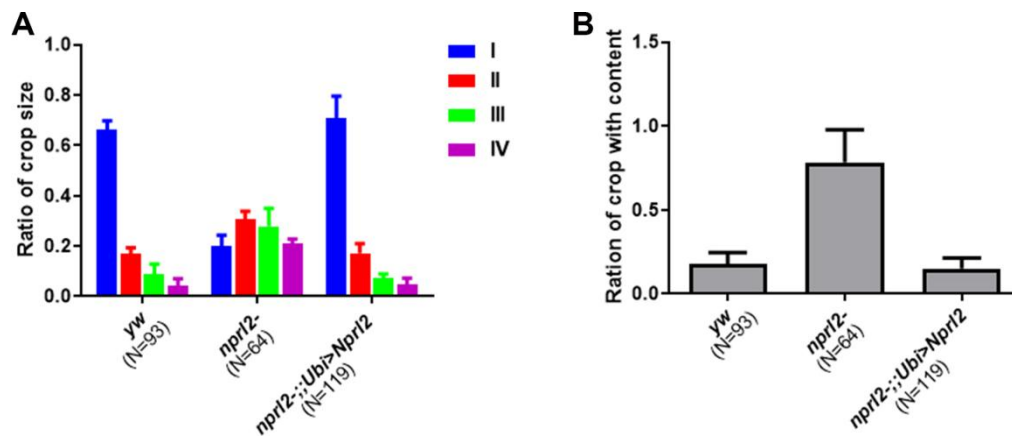 A
Ratio of crop size
1.0
0.8
0.6
0.4
0.2
0.0
I
II
III
IV
yw
(N=93)
nprl2-
(N=64)
nprl2-;;Ubi>Nprl2
(N=119)
B
Ration of crop with content
1.5
1.0
0.5
0.0
yw
(N=93)
nprl2-
(N=64)
nprl2-;;Ubi>Nprl2
(N=119)